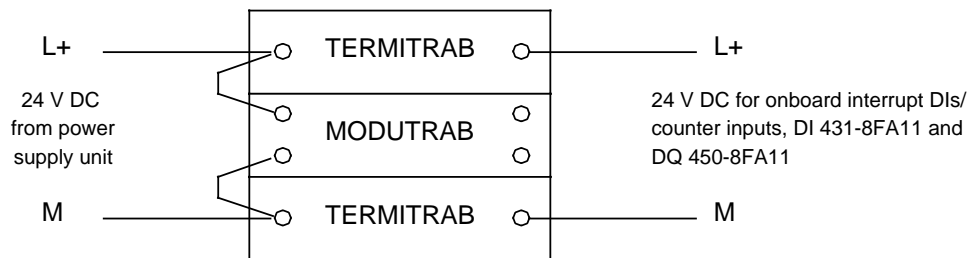 L+ TERMITRAB L+
24 V DC
from power
supply unit
MODUTRAB
24 V DC for onboard interrupt DIs/
counter inputs, DI 431-8FA11 and
DQ 450-8FA11
M TERMITRAB M